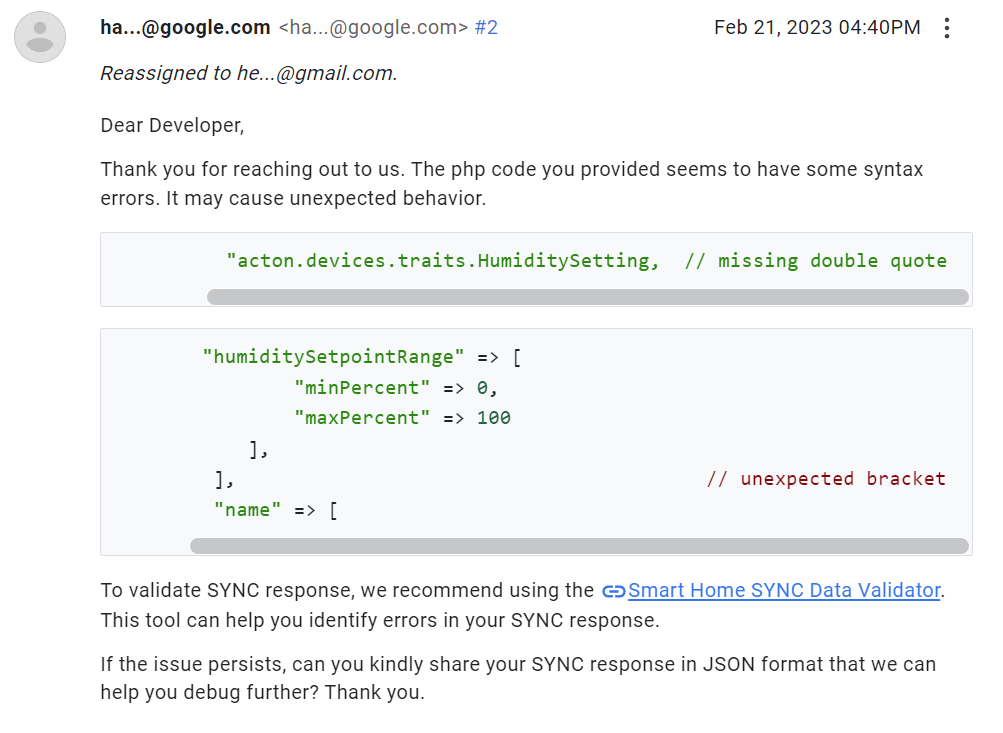 ha...@google.com <ha...@google.com> #2 Feb 21, 2023 04:40PM
Reassigned to he...@gmail.com.
Dear Developer,
Thank you for reaching out to us. The php code you provided seems to have some syntax
errors. It may cause unexpected behavior.
"acton.devices.traits.HumiditySetting, // missing double quote
"humiditySetpointRange" => [
"minPercent" => 0,
"maxPercent" => 100
],
], // unexpected bracket
"name" => [
To validate SYNC response, we recommend using the Smart Home SYNC Data Validator.
This tool can help you identify errors in your SYNC response.
If the issue persists, can you kindly share your SYNC response in JSON format that we can
help you debug further? Thank you.